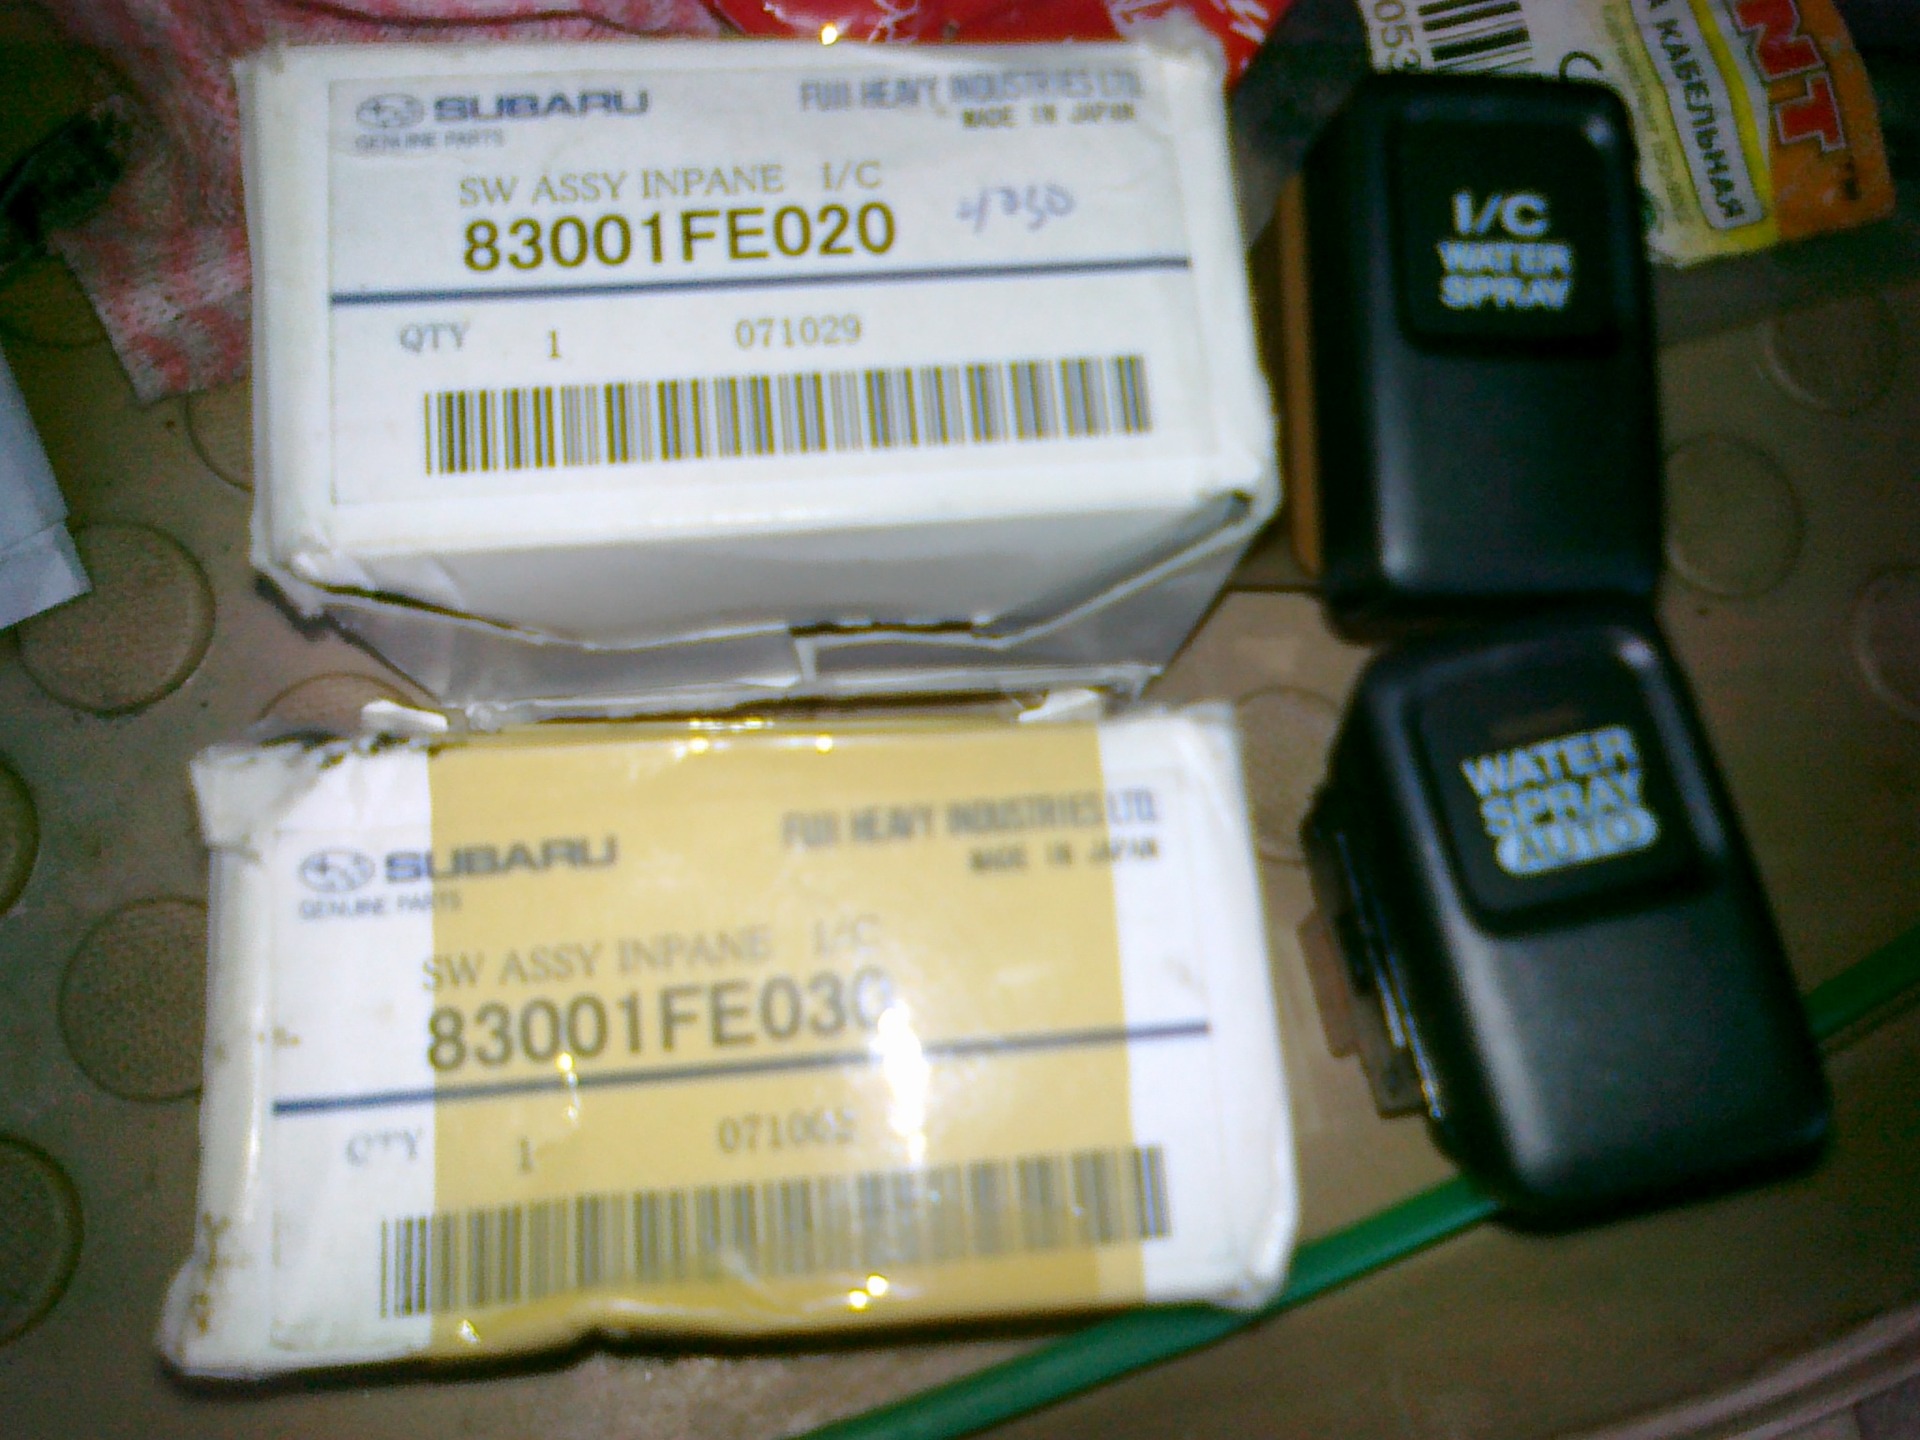 SUBARU
GENUINE PARTS
FUJI HEAVY INDUSTRIES LTD.
MADE IN JAPAN
SW ASSY INPANE I/C
83001FE020
QTY 1 071029
SUBARU
GENUINE PARTS
FUJI HEAVY INDUSTRIES LTD.
MADE IN JAPAN
SW ASSY INPANE I/C
83001FE030
QTY 1
I/C
WATER
SPRAY
WATER
SPRAY
AUTO
КАБЕЛЬНАЯ
NT